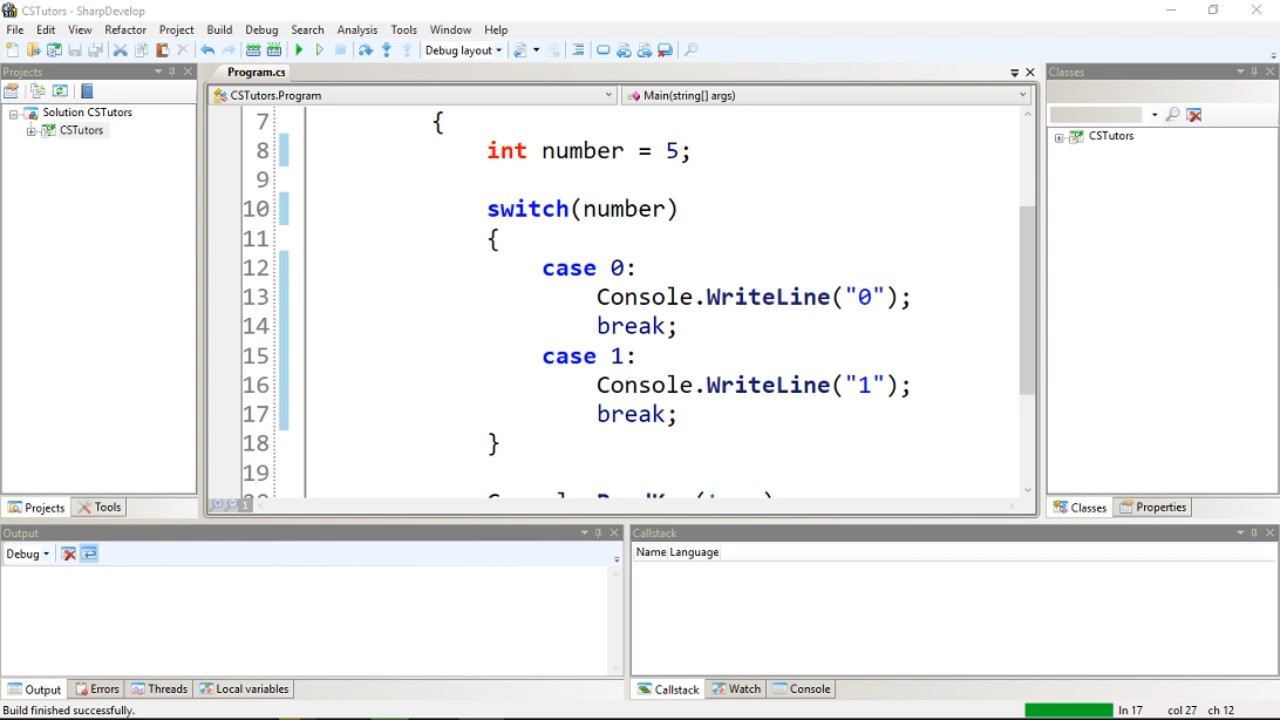 CSTutors - SharpDevelop
File Edit View Refactor Project Build Debug Search Analysis Tools Window Help
Debug layout
Projects
Solution CSTutors
CSTutors
Projects Tools
Program.cs
CSTutors.Program Main(string[] args)
7 {
8 int number = 5;
9
10 switch(number)
11 {
12 case 0:
13 Console.WriteLine("0");
14 break;
15 case 1:
16 Console.WriteLine("1");
17 break;
18 }
19
1
Classes
CSTutors
Classes Properties
Output
Debug
Output Errors Threads Local variables
Callstack
Name Language
Callstack Watch Console
Build finished successfully.
ln 17 col 27 ch 12